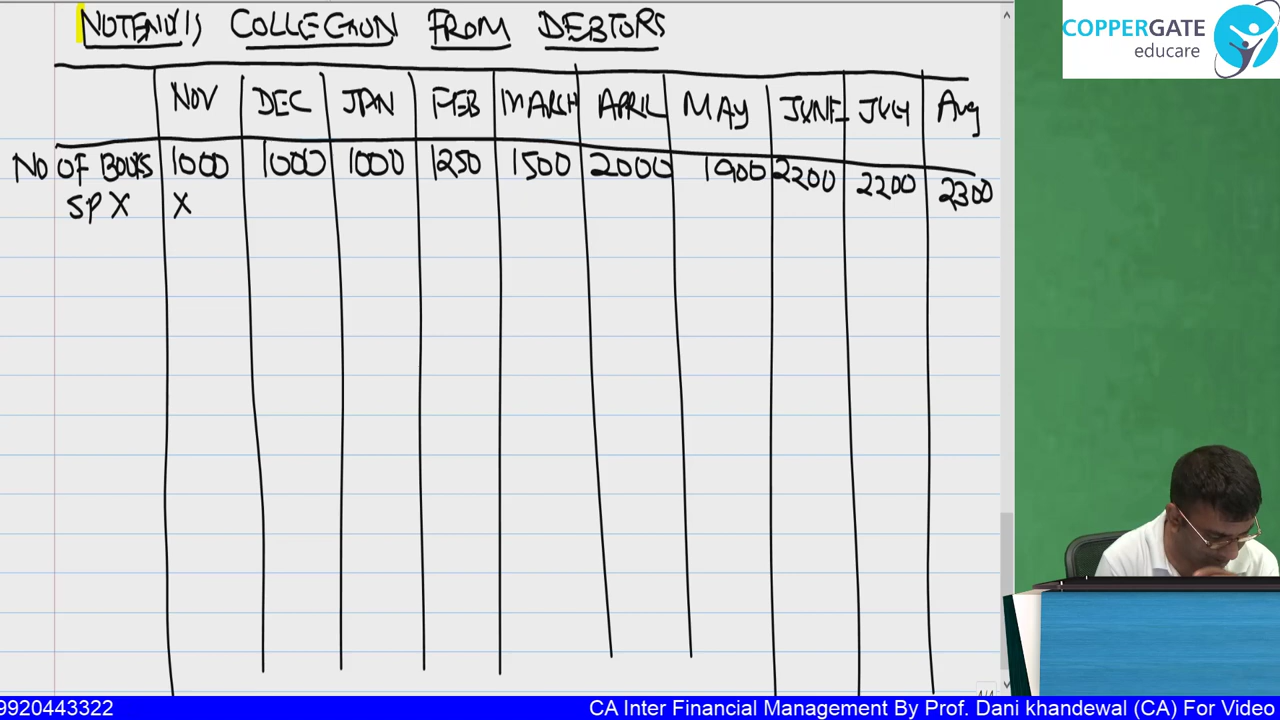 COLLECTION FROM DEBTORS
COPPERGATE
educare
NOV DEC JAN FEB MARCH APRIL MAY JUNE JULY Aug
NO OF BOOKS 1000 1000 1000 1250 1500 2000 1900 2200 2200 2300
SP X X
9920443322 CA Inter Financial Management By Prof. Dani khandewal (CA) For Video